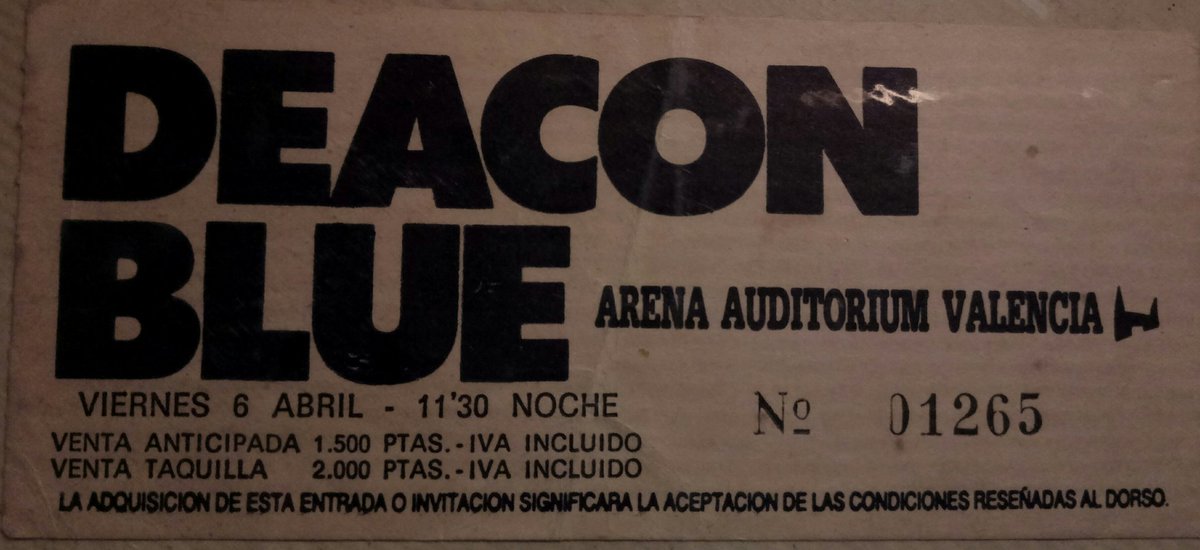 DEACON
BLUE
ARENA AUDITORIUM VALENCIA
VIERNES 6 ABRIL - 11'30 NOCHE
Nº 01265
VENTA ANTICIPADA 1.500 PTAS.-IVA INCLUIDO
VENTA TAQUILLA 2.000 PTAS.-IVA INCLUIDO
LA ADQUISICION DE ESTA ENTRADA O INVITACION SIGNIFICARA LA ACEPTACION DE LAS CONDICIONES RESEÑADAS AL DORSO.